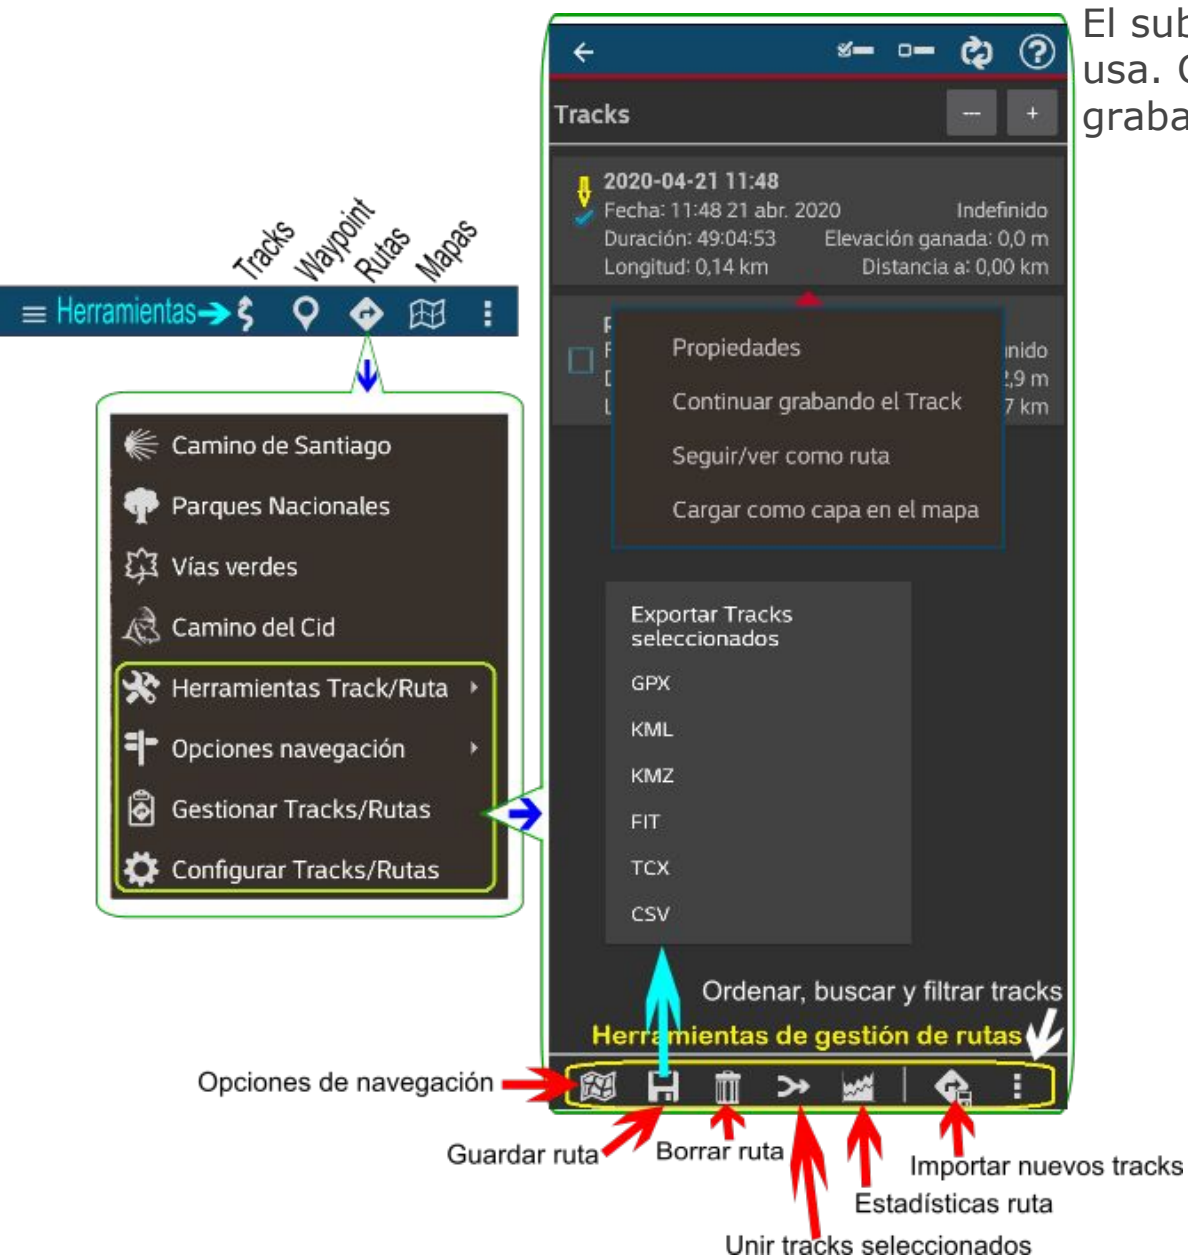 El sub
usa. C
graba
Tracks
2020-04-21 11:48
Fecha: 11:48 21 abr. 2020 Indefinido
Duración: 49:04:53 Elevación ganada: 0,0 m
Longitud: 0,14 km Distancia a: 0,00 km
nido
,9 m
7 km
Propiedades
Continuar grabando el Track
Seguir/ver como ruta
Cargar como capa en el mapa
Tracks
Waypoint
Rutas
Mapas
Herramientas
Camino de Santiago
Parques Nacionales
Vías verdes
Camino del Cid
Herramientas Track/Ruta
Opciones navegación
Gestionar Tracks/Rutas
Configurar Tracks/Rutas
Exportar Tracks
seleccionados
GPX
KML
KMZ
FIT
TCX
CSV
Ordenar, buscar y filtrar tracks
Herramientas de gestión de rutas
Opciones de navegación
Guardar ruta
Borrar ruta
Importar nuevos tracks
Estadísticas ruta
Unir tracks seleccionados